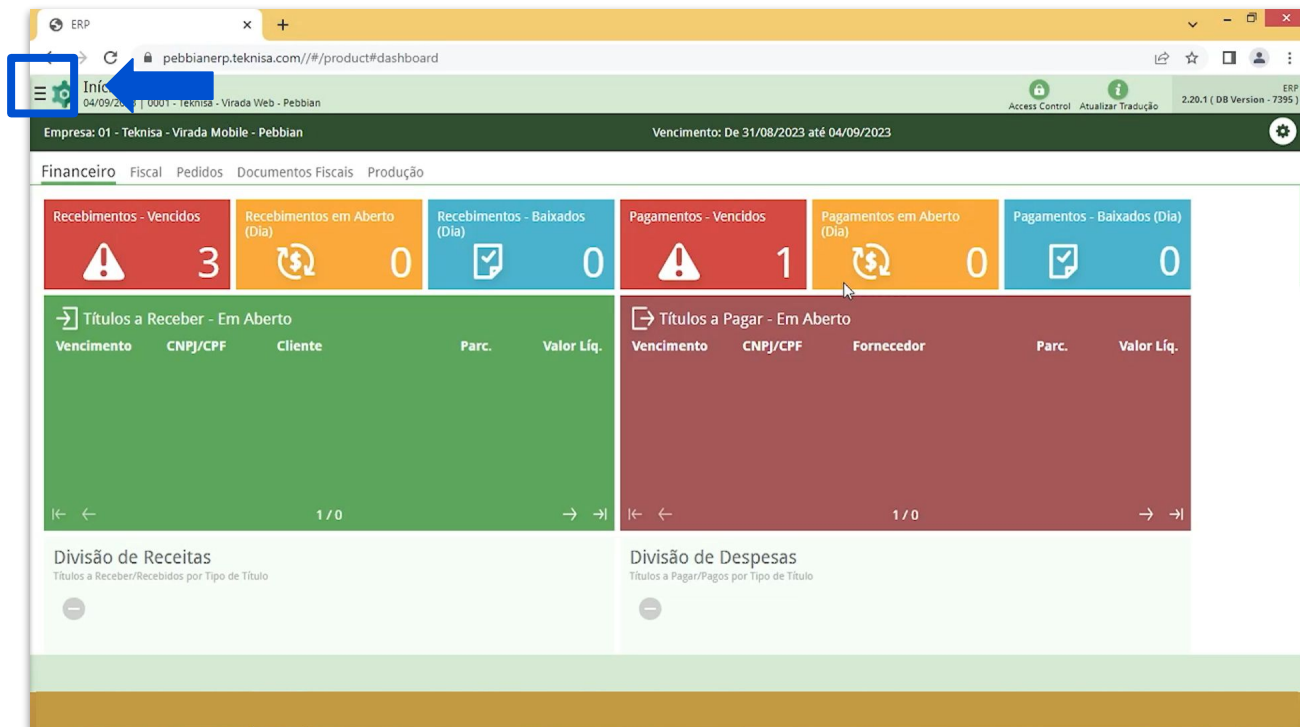 ERP
pebbianerp.teknisa.com//#/product#dashboard
04/09/2023 | 0001 - Teknisa - Virada Web - Pebbian
Access Control
Atualizar Tradução
ERP
2.20.1 ( DB Version - 7395 )
Empresa: 01 - Teknisa - Virada Mobile - Pebbian
Vencimento: De 31/08/2023 até 04/09/2023
Financeiro Fiscal Pedidos Documentos Fiscais Produção
Recebimentos - Vencidos
3
Recebimentos em Aberto
(Dia)
0
Recebimentos - Baixados
(Dia)
0
Pagamentos - Vencidos
1
Pagamentos em Aberto
(Dia)
0
Pagamentos - Baixados (Dia)
0
Títulos a Receber - Em Aberto
Vencimento CNPJ/CPF Cliente Parc. Valor Líq.
1 / 0
Títulos a Pagar - Em Aberto
Vencimento CNPJ/CPF Fornecedor Parc. Valor Líq.
1 / 0
Divisão de Receitas
Títulos a Receber/Recebidos por Tipo de Título
Divisão de Despesas
Títulos a Pagar/Pagos por Tipo de Título